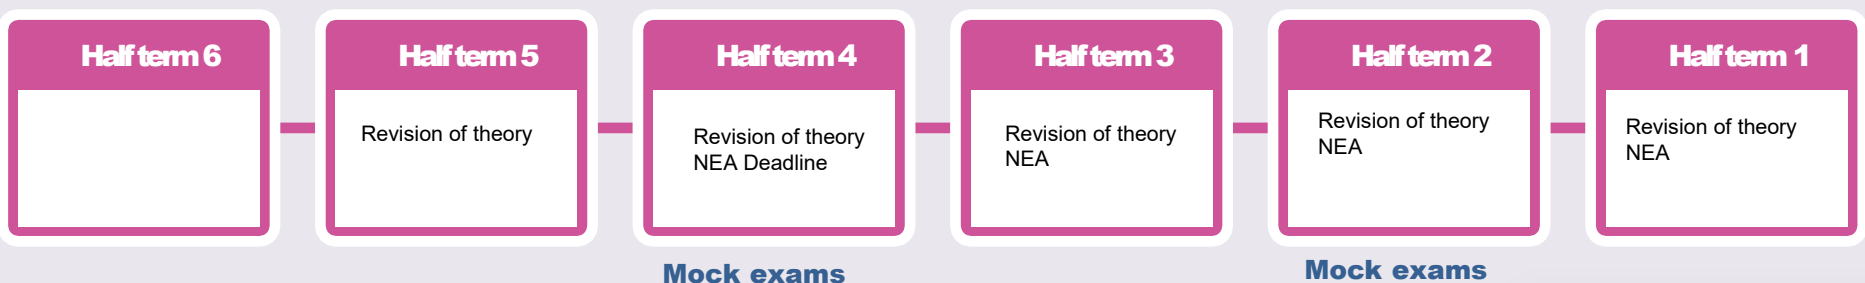 Half term 6
Half term 5
Revision of theory
Half term 4
Revision of theory
NEA Deadline
Half term 3
Revision of theory
NEA
Half term 2
Revision of theory
NEA
Half term 1
Revision of theory
NEA
Mock exams
Mock exams